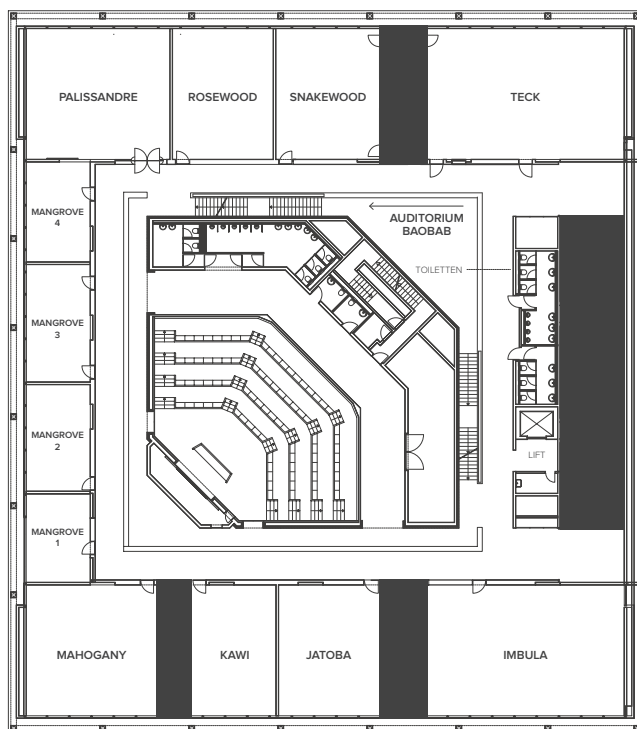 PALISSANDRE
ROSEWOOD
SNAKEWOOD
TECK
MANGROVE
4
AUDITORIUM
BAOBAB
TOILETTEN
MANGROVE
3
MANGROVE
2
LIFT
MANGROVE
1
MAHOGANY
KAWI
JATOBA
IMBULA